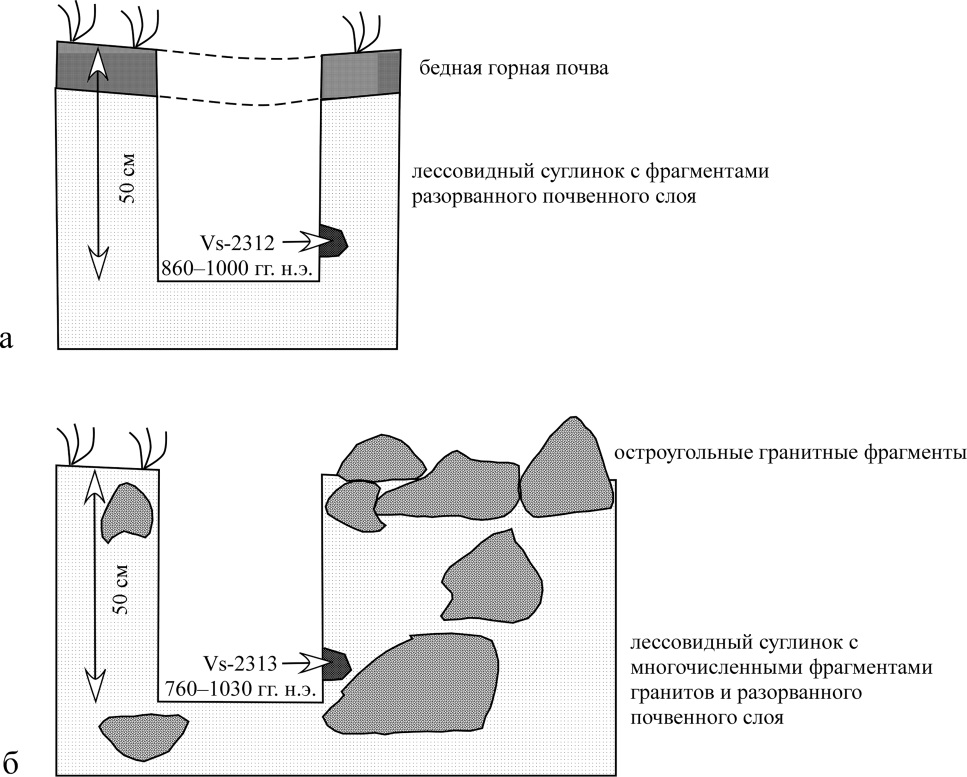 бедная горная почва
лессовидный суглинок с фрагментами
разорванного почвенного слоя
50 см
Vs-2312
860–1000 гг. н.э.
а
остроугольные гранитные фрагменты
50 см
Vs-2313
760–1030 гг. н.э.
лессовидный суглинок с
многочисленными фрагментами
гранитов и разорванного
почвенного слоя
б